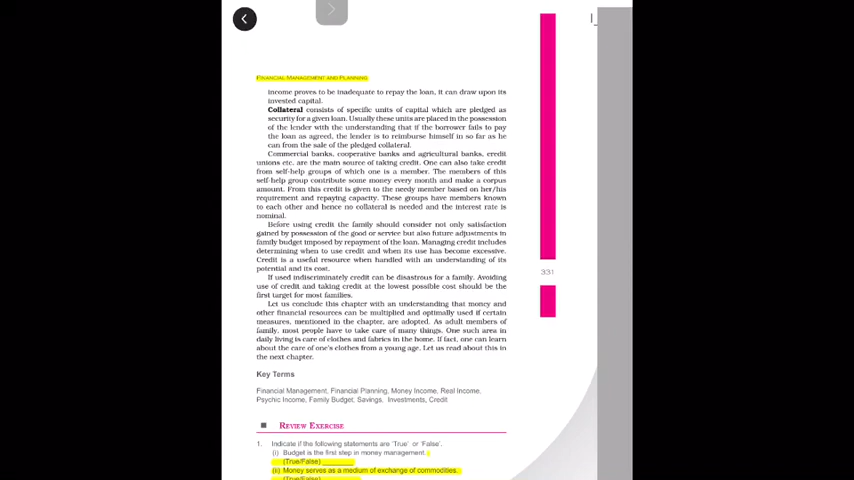 FINANCIAL MANAGEMENT AND PLANNING
income proves to be inadequate to repay the loan, it can draw upon its
invested capital.
Collateral consists of specific units of capital which are pledged as
security for a given loan. Usually these units are placed in the possession
of the lender with the understanding that if the borrower fails to pay
the loan as agreed, the lender is to reimburse himself in so far as he
can from the sale of the pledged collateral.
Commercial banks, cooperative banks and agricultural banks, credit
unions etc. are the main source of taking credit. One can also take credit
from self-help groups of which one is a member. The members of this
self-help group contribute some money every month and make a corpus
amount. From this credit is given to the needy member based on her/his
requirement and repaying capacity. These groups have members known
to each other and hence no collateral is needed and the interest rate is
nominal.
Before using credit the family should consider not only satisfaction
gained by possession of the good or service but also future adjustments in
family budget imposed by repayment of the loan. Managing credit includes
determining when to use credit and when its use has become excessive.
Credit is a useful resource when handled with an understanding of its
potential and its cost.
If used indiscriminately credit can be disastrous for a family. Avoiding
use of credit and taking credit at the lowest possible cost should be the
first target for most families.
Let us conclude this chapter with an understanding that money and
other financial resources can be multiplied and optimally used if certain
measures, mentioned in the chapter, are adopted. As adult members of
family, most people have to take care of many things. One such area in
daily living is care of clothes and fabrics in the home. If fact, one can learn
about the care of one's clothes from a young age. Let us read about this in
the next chapter.
331
Key Terms
Financial Management, Financial Planning, Money Income, Real Income,
Psychic Income, Family Budget, Savings, Investments, Credit
REVIEW EXERCISE
1. Indicate if the following statements are 'True' or 'False'.
(i) Budget is the first step in money management.
(True/False) ________
(ii) Money serves as a medium of exchange of commodities.
(True/False) ________